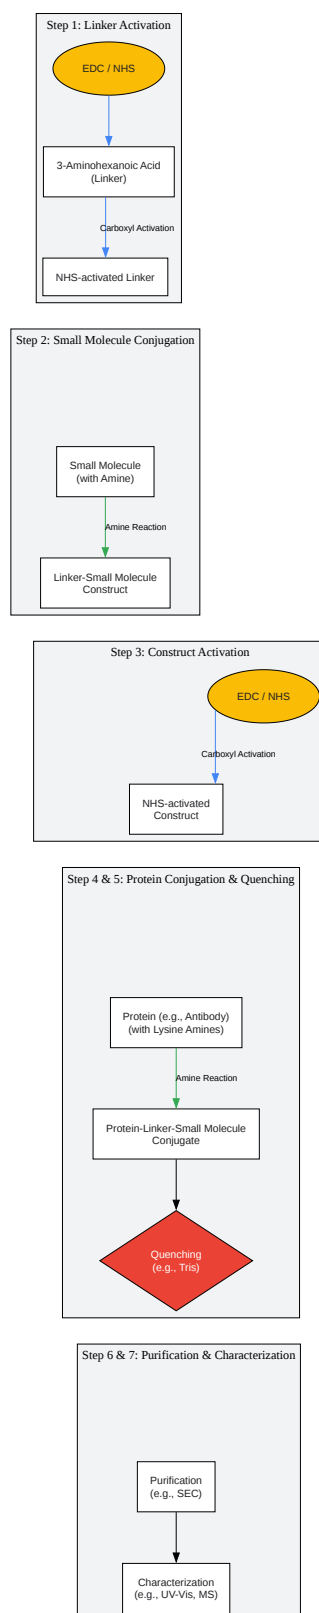 Step 1: Linker Activation
EDC / NHS
3-Aminohexanoic Acid
(Linker)
Carboxyl Activation
NHS-activated Linker
Step 2: Small Molecule Conjugation
Small Molecule
(with Amine)
Amine Reaction
Linker-Small Molecule
Construct
Step 3: Construct Activation
EDC / NHS
Carboxyl Activation
NHS-activated
Construct
Step 4 & 5: Protein Conjugation & Quenching
Protein (e.g., Antibody)
(with Lysine Amines)
Amine Reaction
Protein-Linker-Small Molecule
Conjugate
Quenching
(e.g., Tris)
Step 6 & 7: Purification & Characterization
Purification
(e.g., SEC)
Characterization
(e.g., UV-Vis, MS)